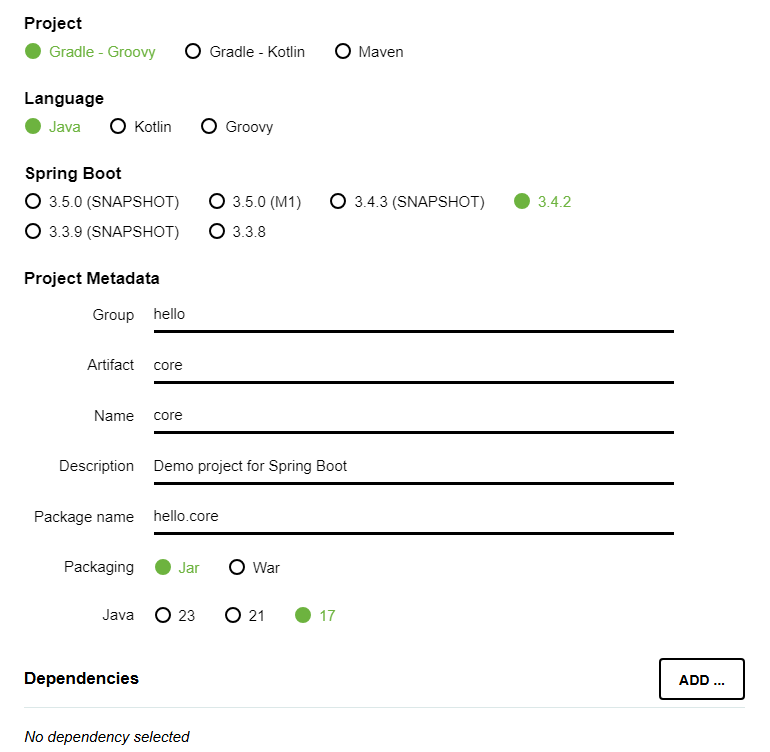 Project
Gradle - Groovy Gradle - Kotlin Maven
Language
Java Kotlin Groovy
Spring Boot
3.5.0 (SNAPSHOT) 3.5.0 (M1) 3.4.3 (SNAPSHOT) 3.4.2
3.3.9 (SNAPSHOT) 3.3.8
Project Metadata
Group hello
Artifact core
Name core
Description Demo project for Spring Boot
Package name hello.core
Packaging Jar War
Java 23 21 17
Dependencies ADD ...
No dependency selected